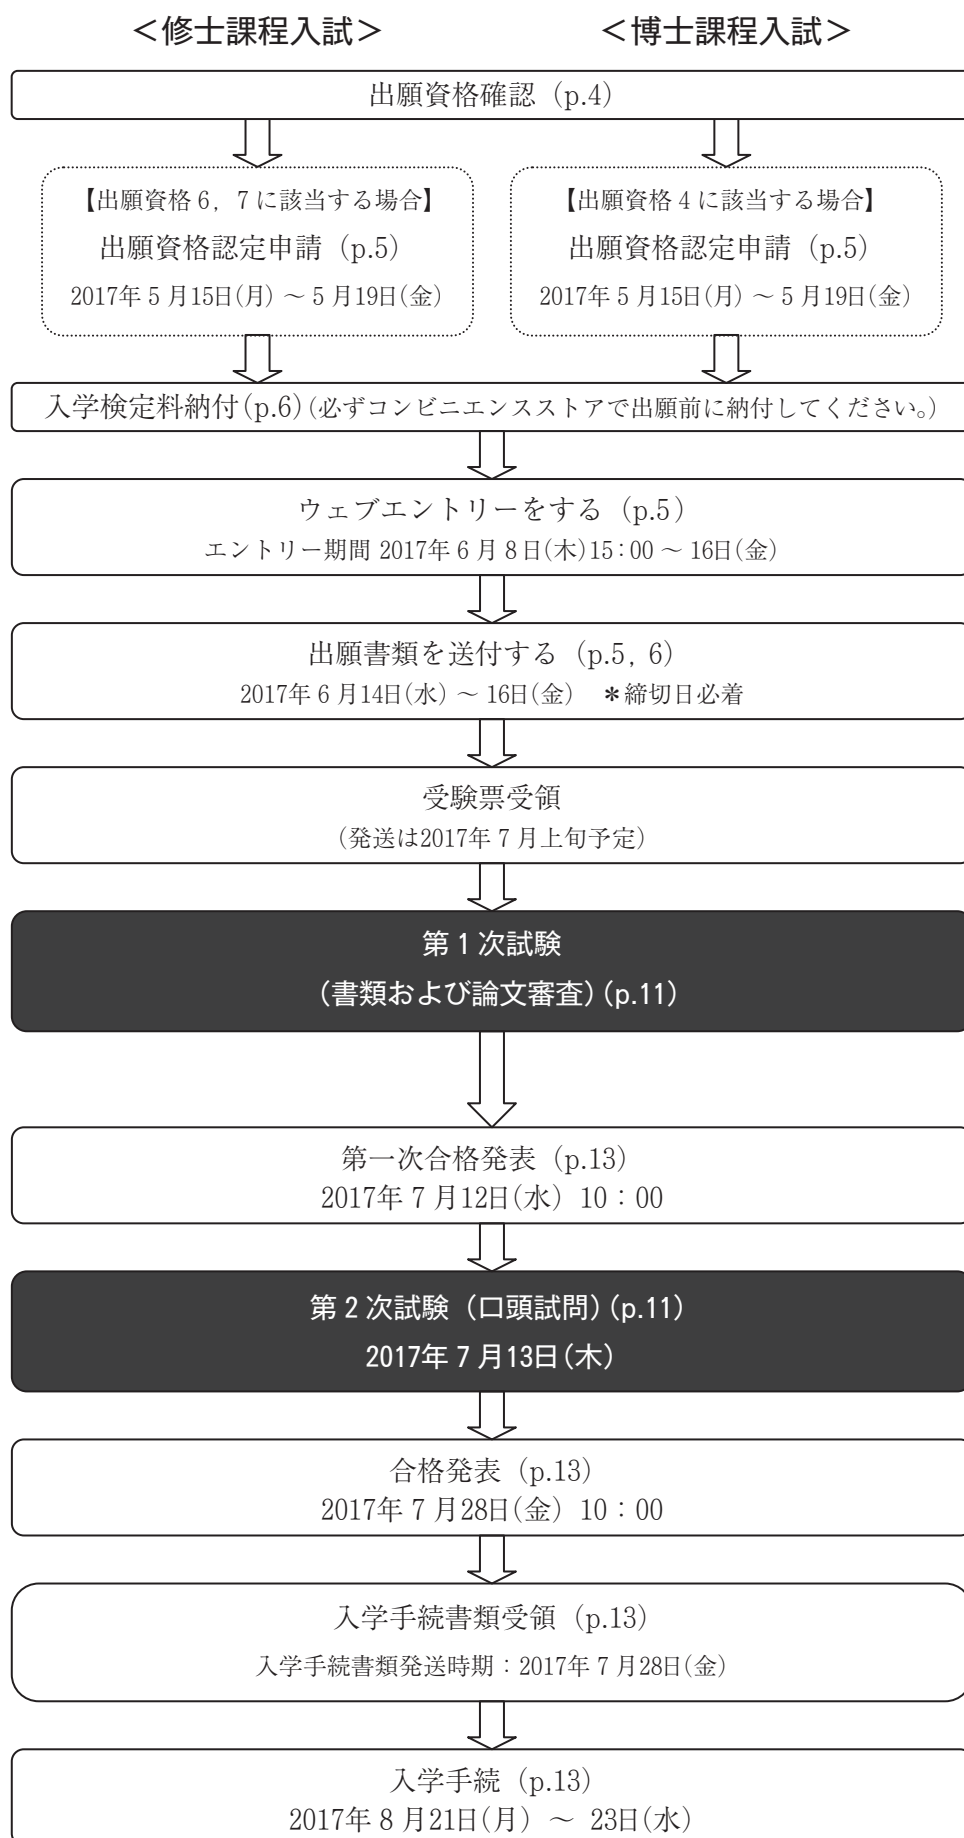 ＜修士課程入試＞
＜博士課程入試＞
出願資格確認（p.4）
【出願資格 6，7 に該当する場合】
出願資格認定申請（p.5）
2017年 5 月15日(月) ～ 5 月19日(金)
【出願資格 4 に該当する場合】
出願資格認定申請（p.5）
2017年 5 月15日(月) ～ 5 月19日(金)
入学検定料納付(p.6)(必ずコンビニエンスストアで出願前に納付してください。)
ウェブエントリーをする（p.5）
エントリー期間 2017年 6 月 8 日(木)15：00 ～ 16日(金)
出願書類を送付する（p.5, 6）
2017年 6 月14日(水) ～ 16日(金)　＊締切日必着
受験票受領
(発送は2017年 7 月上旬予定)
第 1 次試験
（書類および論文審査）(p.11)
第一次合格発表（p.13）
2017年 7 月12日(水) 10：00
第 2 次試験（口頭試問）(p.11)
2017年 7 月13日(木)
合格発表（p.13）
2017年 7 月28日(金) 10：00
入学手続書類受領（p.13）
入学手続書類発送時期：2017年 7 月28日(金)
入学手続（p.13）
2017年 8 月21日(月) ～ 23日(水)